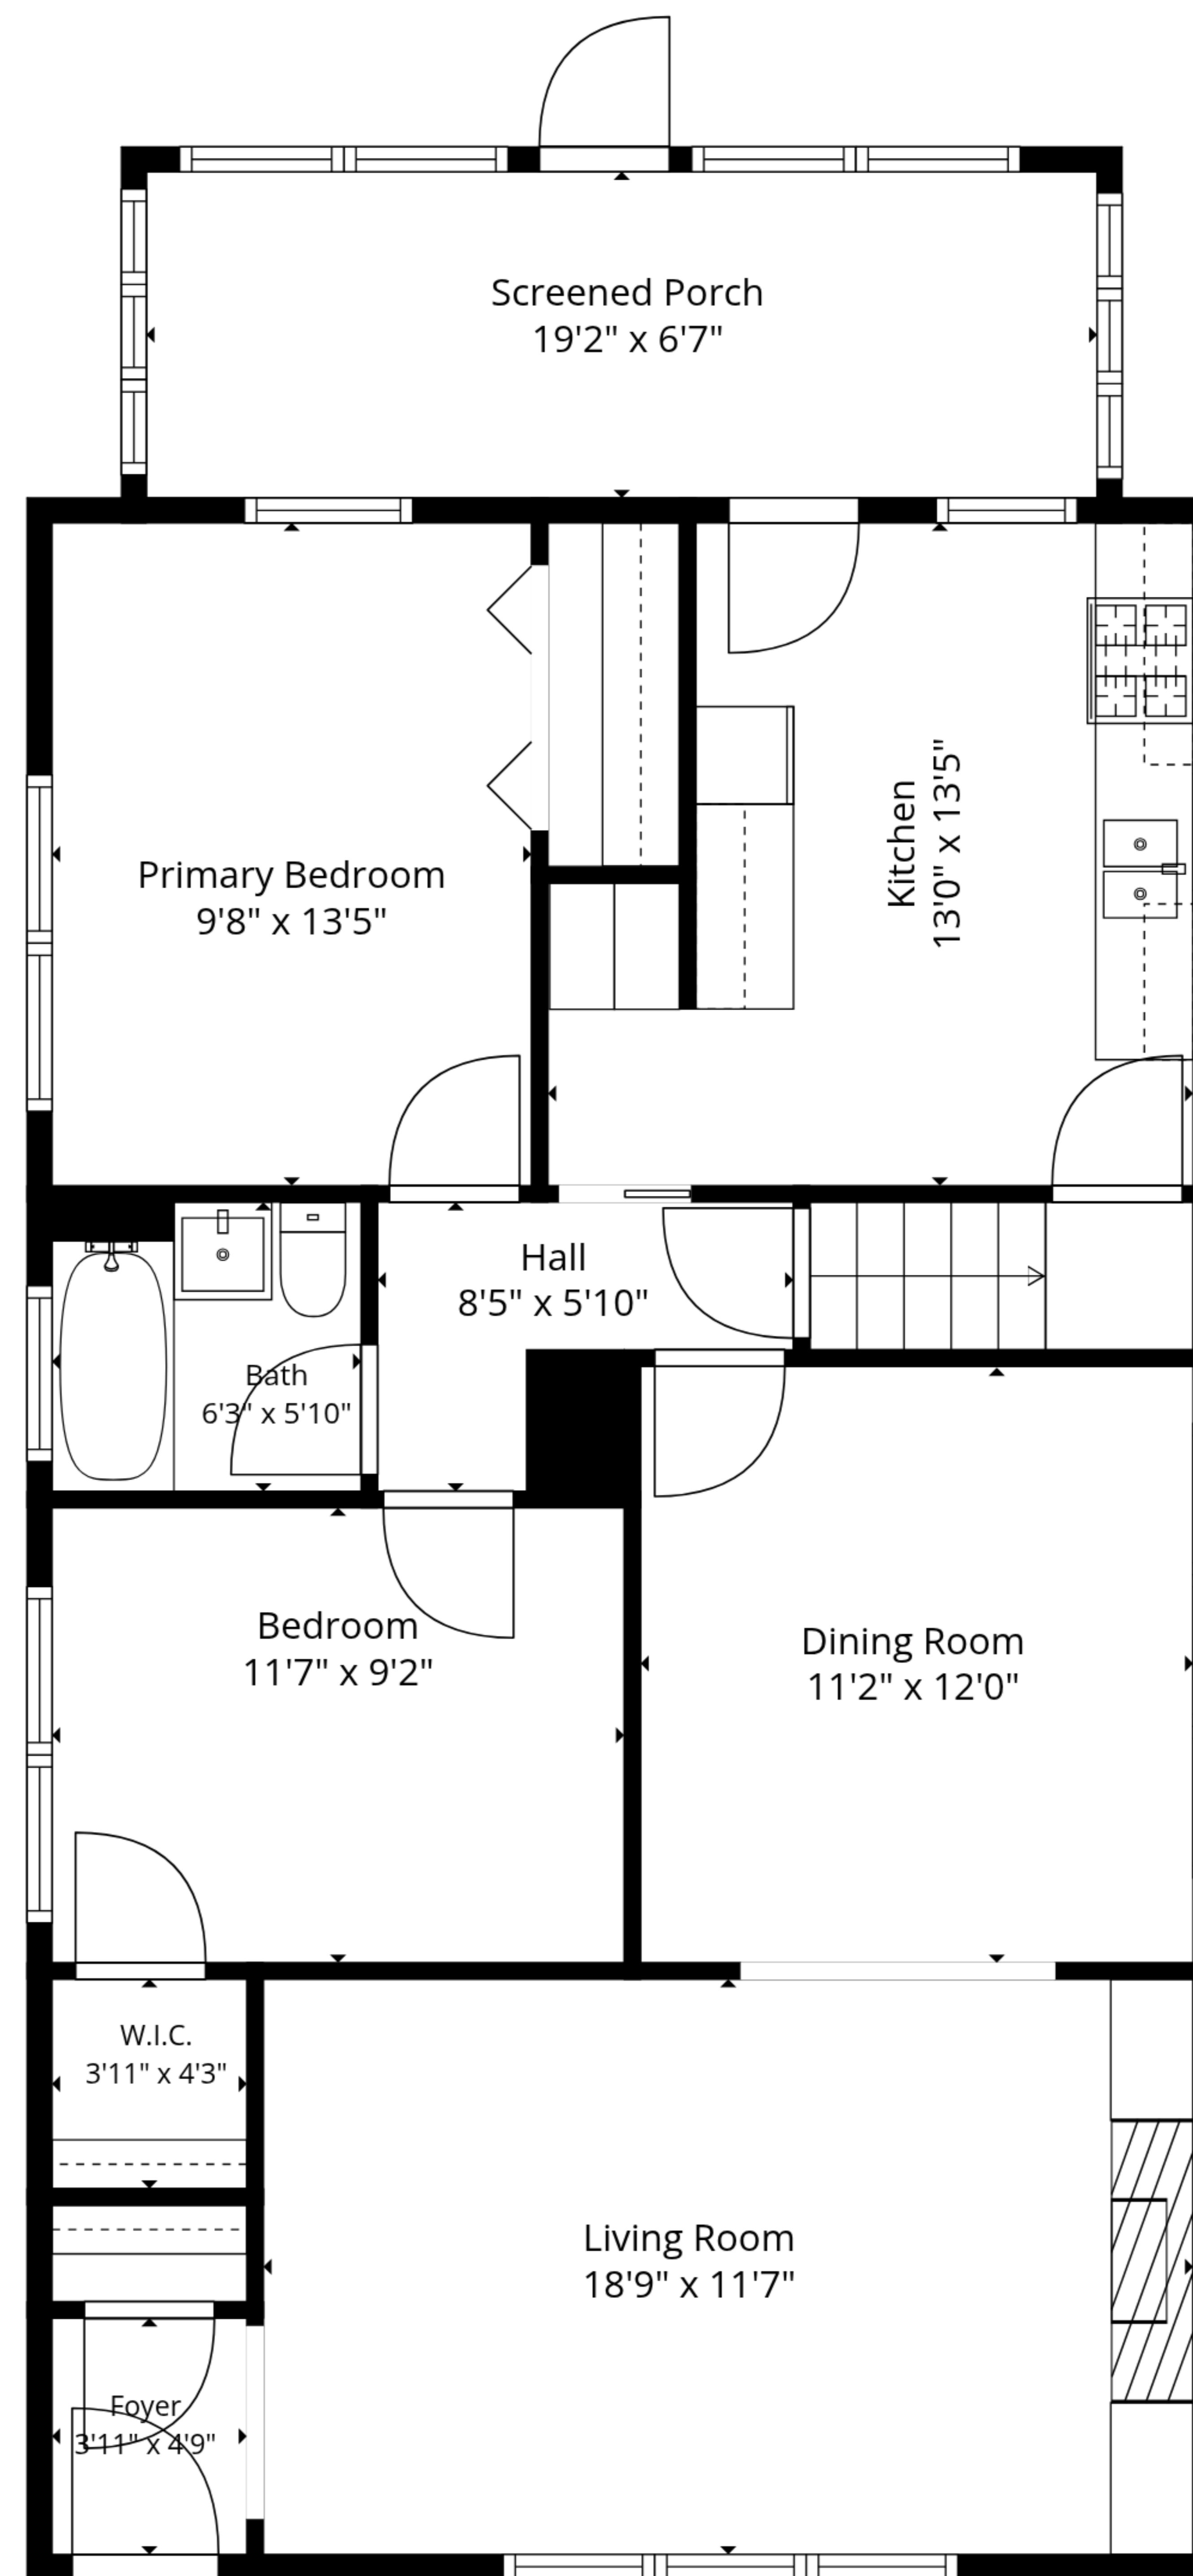 Screened Porch
19'2" x 6'7"
Primary Bedroom
9'8" x 13'5"
Kitchen
13'0" x 13'5"
Hall
8'5" x 5'10"
Bath
6'3" x 5'10"
Bedroom
11'7" x 9'2"
Dining Room
11'2" x 12'0"
W.I.C.
3'11" x 4'3"
Living Room
18'9" x 11'7"
Foyer
3'11" x 4'9"